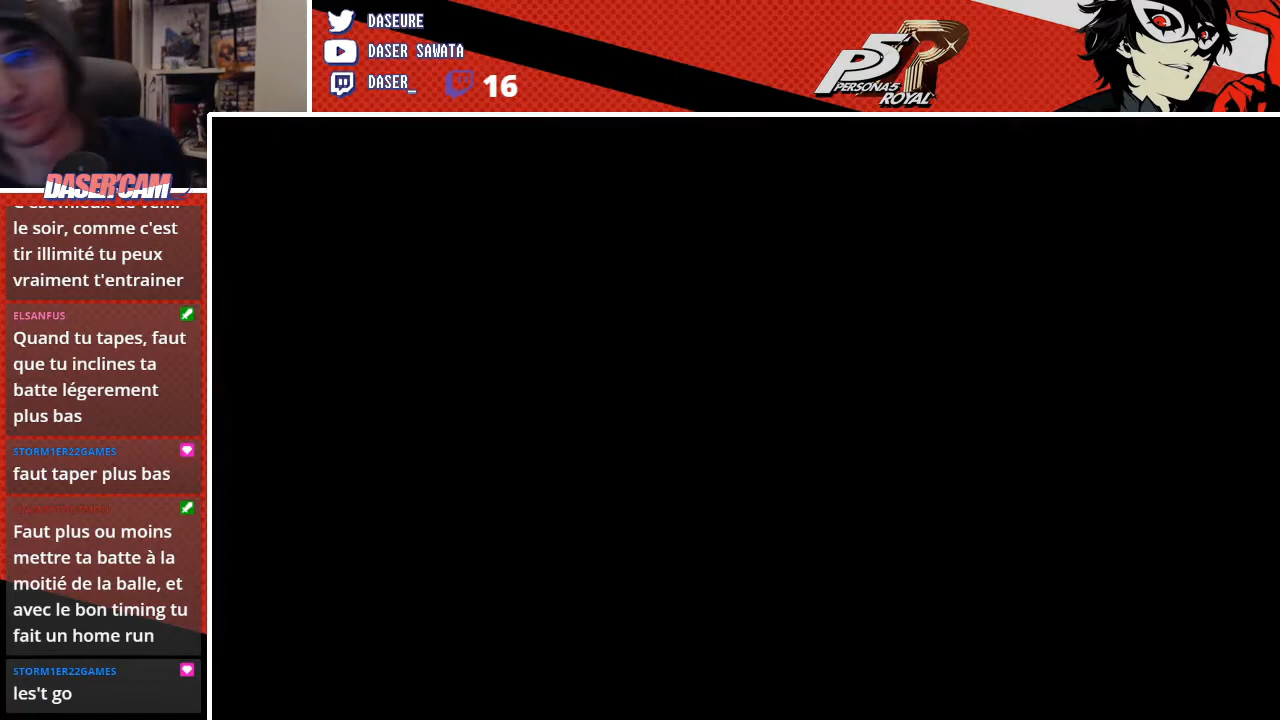 DASEURE
DASER SAWATA
DASER_
16
P5R
PERSONA5
ROYAL
DASER'CAM
le soir, comme c'est
tir illimité tu peux
vraiment t'entrainer
ELSANFUS
Quand tu tapes, faut
que tu inclines ta
batte légerement
plus bas
STORM1ER22GAMES
faut taper plus bas
Faut plus ou moins
mettre ta batte à la
moitié de la balle, et
avec le bon timing tu
fait un home run
STORM1ER22GAMES
les't go